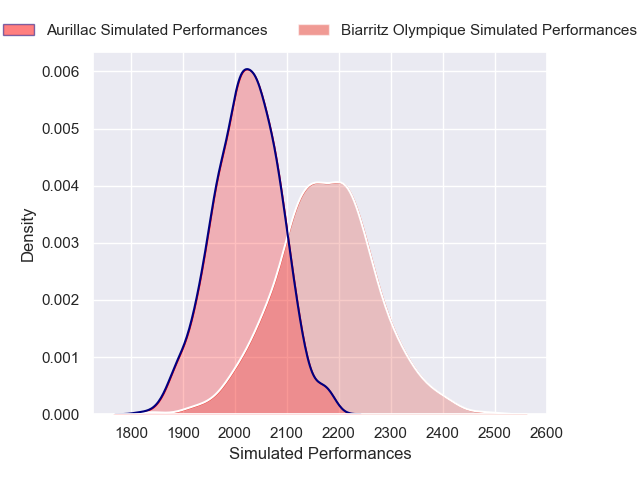 Aurillac Simulated Performances
Biarritz Olympique Simulated Performances
0.006
0.005
0.004
0.003
0.002
0.001
0.000
Density
1800 1900 2000 2100 2200 2300 2400 2500 2600
Simulated Performances